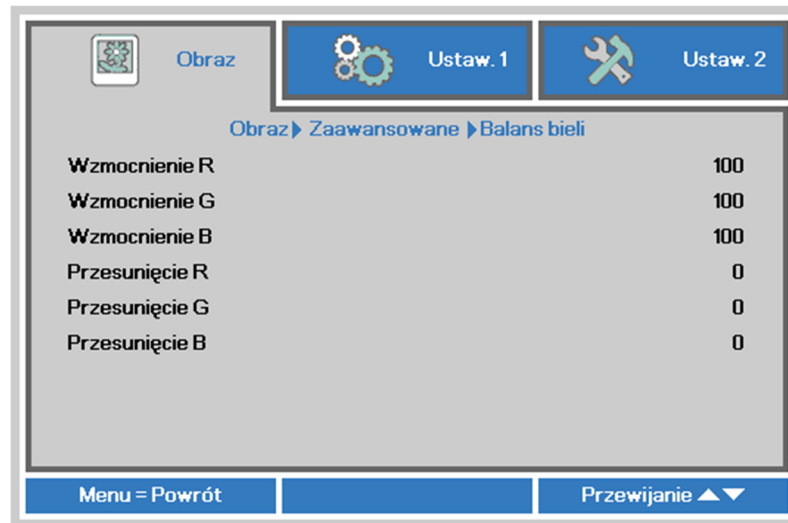 Obraz Ustaw. 1 Ustaw. 2
Obraz Zaawansowane Balans bieli
Wzmocnienie R 100
Wzmocnienie G 100
Wzmocnienie B 100
Przesunięcie R 0
Przesunięcie G 0
Przesunięcie B 0
Menu = Powrót Przewijanie